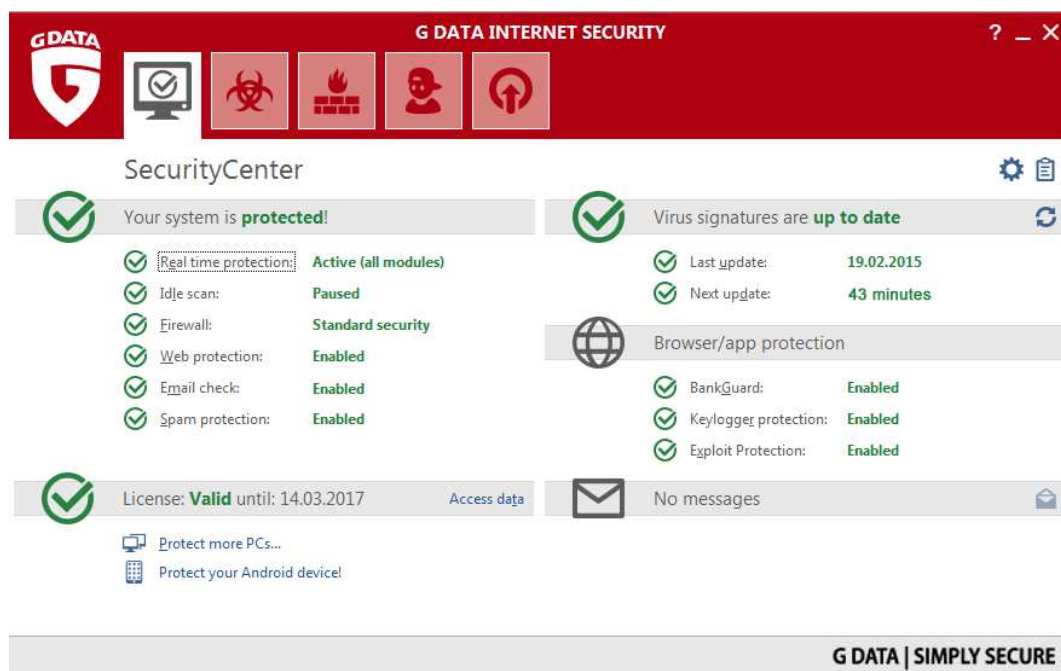 G DATA
G DATA INTERNET SECURITY
SecurityCenter
Your system is protected!
Real time protection: Active (all modules)
Idle scan: Paused
Firewall: Standard security
Web protection: Enabled
Email check: Enabled
Spam protection: Enabled
Virus signatures are up to date
Last update: 19.02.2015
Next update: 43 minutes
Browser/app protection
BankGuard: Enabled
Keylogger protection: Enabled
Exploit Protection: Enabled
License: Valid until: 14.03.2017 Access data
Protect more PCs...
Protect your Android device!
No messages
G DATA | SIMPLY SECURE